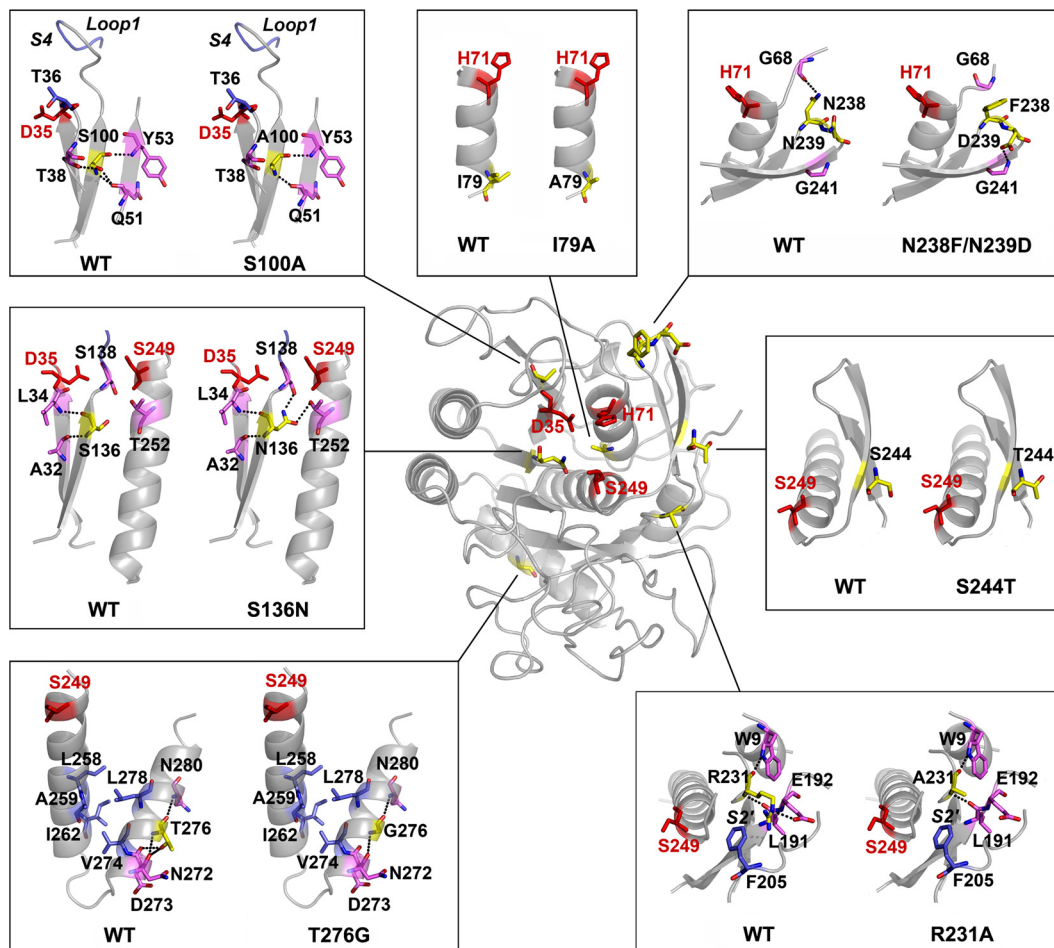 Loop1
S4
T36
D35
S100
Y53
T38
Q51
WT
A100
Y53
T38
Q51
S100A
H71
I79
WT
H71
A79
I79A
G68
H71
N238
N239
G241
WT
G68
H71
F238
D239
G241
N238F/N239D
S138
S249
D35
L34
S136
T252
A32
WT
S138
S249
D35
L34
N136
T252
A32
S136N
D35
H71
S249
S244
S249
WT
T244
S249
S244T
S249
L258
L278
N280
A259
I262
T276
V274
N272
D273
WT
S249
L258
L278
N280
A259
I262
G276
V274
N272
D273
T276G
W9
R231
E192
S2'
L191
S249
F205
WT
W9
A231
E192
S2'
L191
S249
F205
R231A